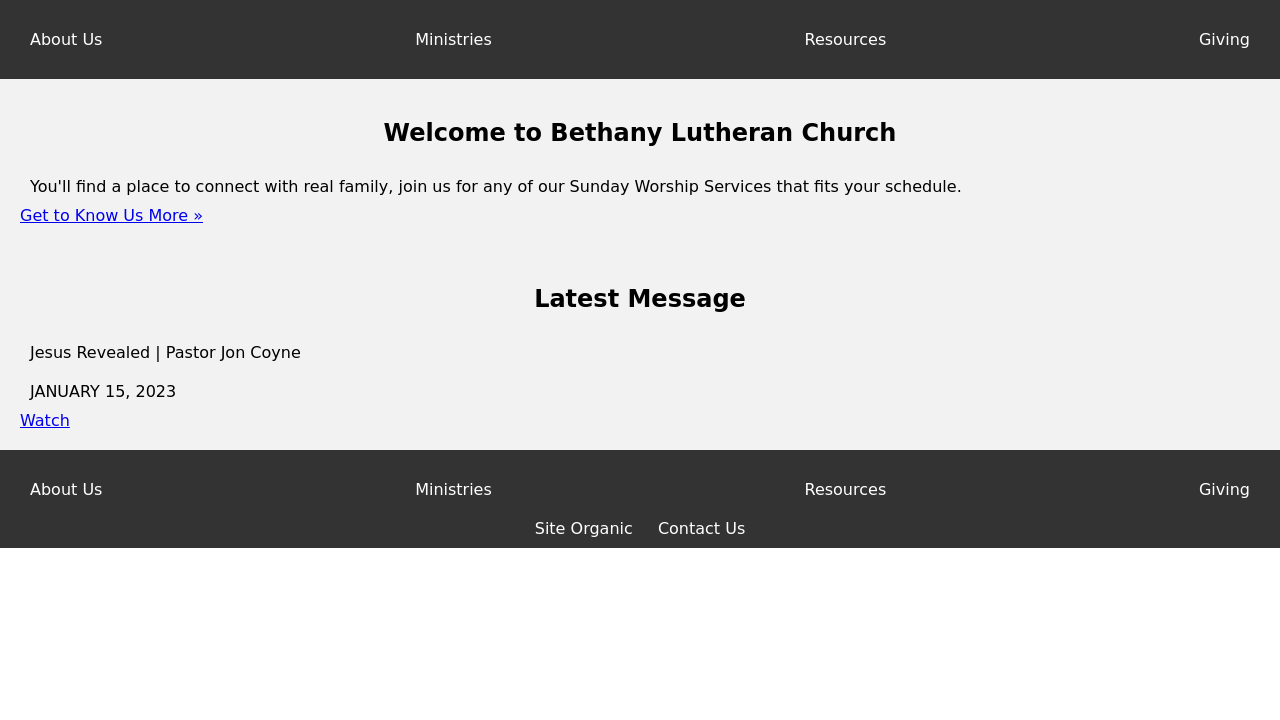 About Us Ministries Resources Giving
Welcome to Bethany Lutheran Church
You'll find a place to connect with real family, join us for any of our Sunday Worship Services that fits your schedule.
Get to Know Us More »
Latest Message
Jesus Revealed | Pastor Jon Coyne
JANUARY 15, 2023
Watch
About Us Ministries Resources Giving
Site Organic Contact Us